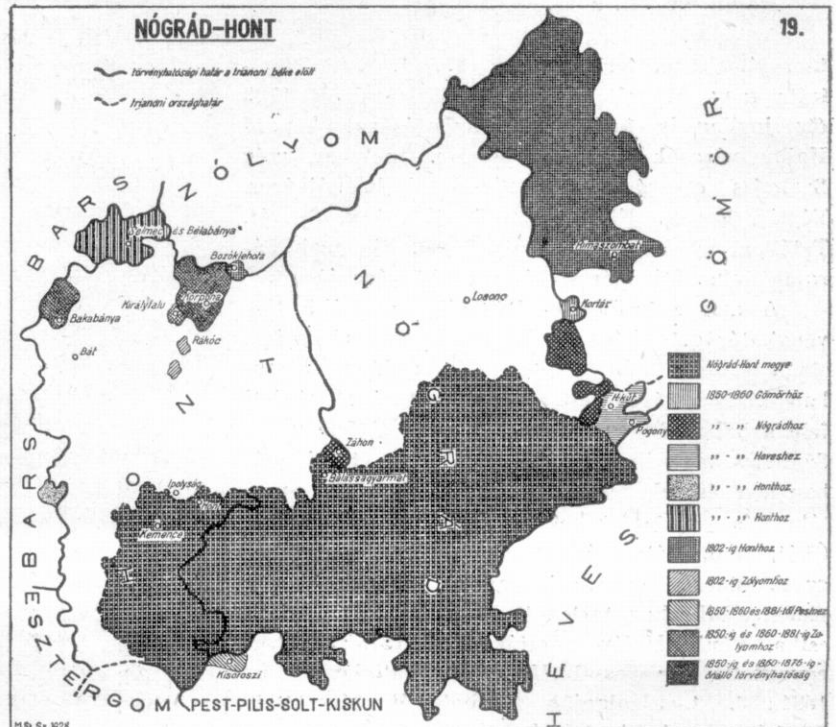 NÓGRÁD-HONT
19.
törvényhatósági határ a trianoni béke előtt
trianoni országhatár
ZÓLYOM
BARS
GÖMÖR
Selmec és Bélabánya
Bozóklehota
Korpona
Királyfalu
Rákóc
Bakabánya
Bát
Rimaszombat
Losonc
Korlát
Pogony
NÓGRÁD
HONT
Záhon
Balassagyarmat
Ipolyság
Kemence
Kisoroszi
BARS
ESZTERGOM
PEST-PILIS-SOLT-KISKUN
HEVES
Nógrád-Hont megye
1850-1860 Gömörhöz
,, - ,, Nógrádhoz
,, - ,, Heveshez
,, - ,, Honthoz
,, - ,, Honthoz
1802-ig Honthoz
1802-ig Zólyomhoz
1850-1860 és 1881-től Pesthez
1850-ig és 1860-1881-ig Zólyomhoz
1850-ig és 1860-1876-ig önálló törvényhatóság